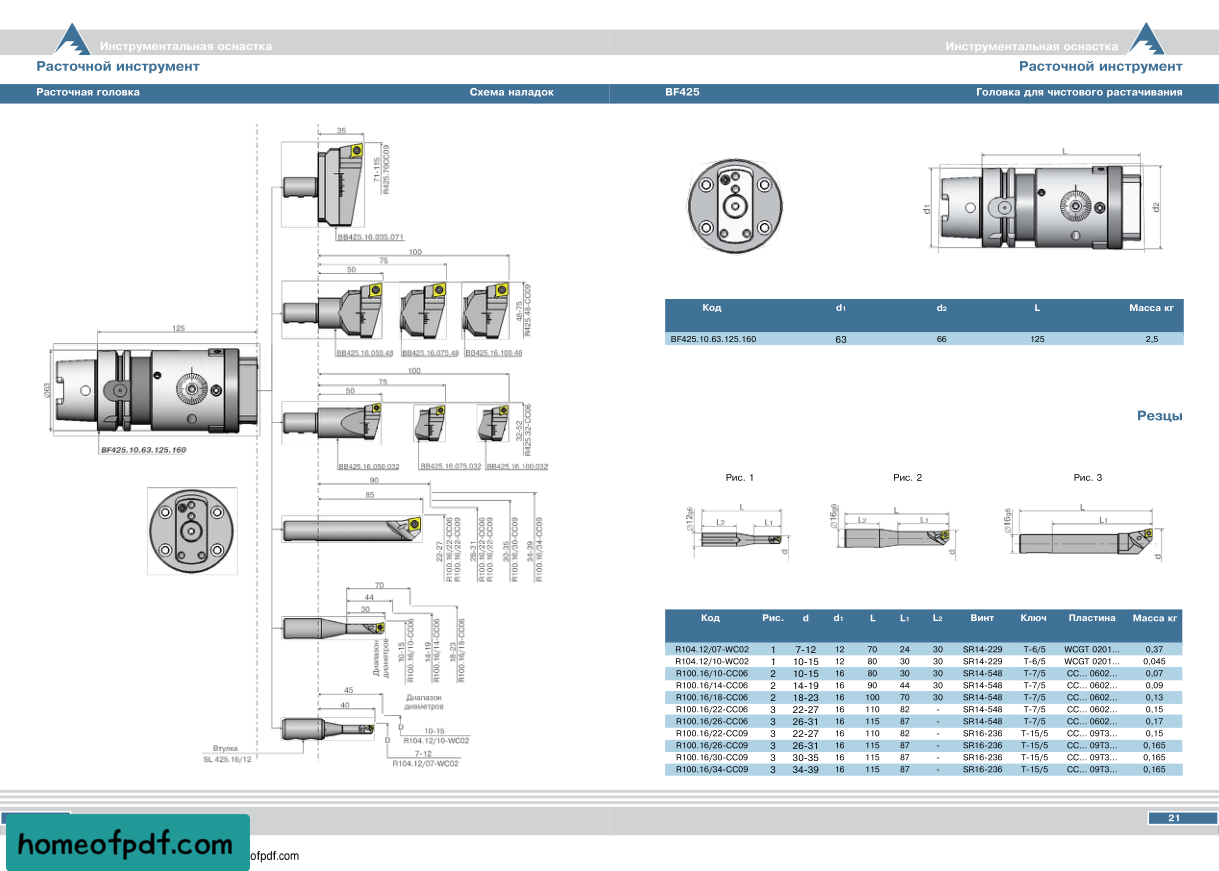 Инструментальная оснастка
Расточной инструмент
Расточная головка Схема наладок
35
71-115
R425.70CC09
BB425.16.035.071
100
75
50
48-75
R425.48-CC09
BB425.16.050.48 BB425.16.075.48 BB425.16.100.48
125
Ø63
BF425.10.63.125.160
100
75
50
32-52
R425.32-CC06
BB425.16.050.032 BB425.16.075.032 BB425.16.100.032
90
85
22-27
R100.16/22-CC06
R100.16/22-CC09
26-31
R100.16/22-CC06
R100.16/22-CC09
30-35
R100.16/30-CC09
34-39
R100.16/34-CC09
70
44
30
Диапазон
диаметров
10-15
R100.16/10-CC06
14-19
R100.16/14-CC06
18-23
R100.16/18-CC06
45
40
Диапазон
диаметров
D
D
10-15
R104.12/10-WC02
7-12
R104.12/07-WC02
Втулка
SL 425.16/12
Инструментальная оснастка
Расточной инструмент
BF425 Головка для чистового растачивания
L
d1
d2
Код d1 d2 L Масса кг
BF425.10.63.125.160 63 66 125 2,5
Резцы
Рис. 1 Рис. 2 Рис. 3
Ø12g6
L
L2 L1
d
Ø16g6
L
L2 L1
d
Ø16g6
L
L1
d
Код Рис. d d1 L L1 L2 Винт Ключ Пластина Масса кг
R104.12/07-WC02 1 7-12 12 70 24 30 SR14-229 T-6/5 WCGT 0201... 0,37
R104.12/10-WC02 1 10-15 12 80 30 30 SR14-229 T-6/5 WCGT 0201... 0,045
R100.16/10-CC06 2 10-15 16 80 30 30 SR14-548 T-7/5 CC... 0602... 0,07
R100.16/14-CC06 2 14-19 16 90 44 30 SR14-548 T-7/5 CC... 0602... 0,09
R100.16/18-CC06 2 18-23 16 100 70 30 SR14-548 T-7/5 CC... 0602... 0,13
R100.16/22-CC06 3 22-27 16 110 82 - SR14-548 T-7/5 CC... 0602... 0,15
R100.16/26-CC06 3 26-31 16 115 87 - SR14-548 T-7/5 CC... 0602... 0,17
R100.16/22-CC09 3 22-27 16 110 82 - SR16-236 T-15/5 CC... 09T3... 0,15
R100.16/26-CC09 3 26-31 16 115 87 - SR16-236 T-15/5 CC... 09T3... 0,165
R100.16/30-CC09 3 30-35 16 115 87 - SR16-236 T-15/5 CC... 09T3... 0,165
R100.16/34-CC09 3 34-39 16 115 87 - SR16-236 T-15/5 CC... 09T3... 0,165
21
homeofpdf.com
ofpdf.com